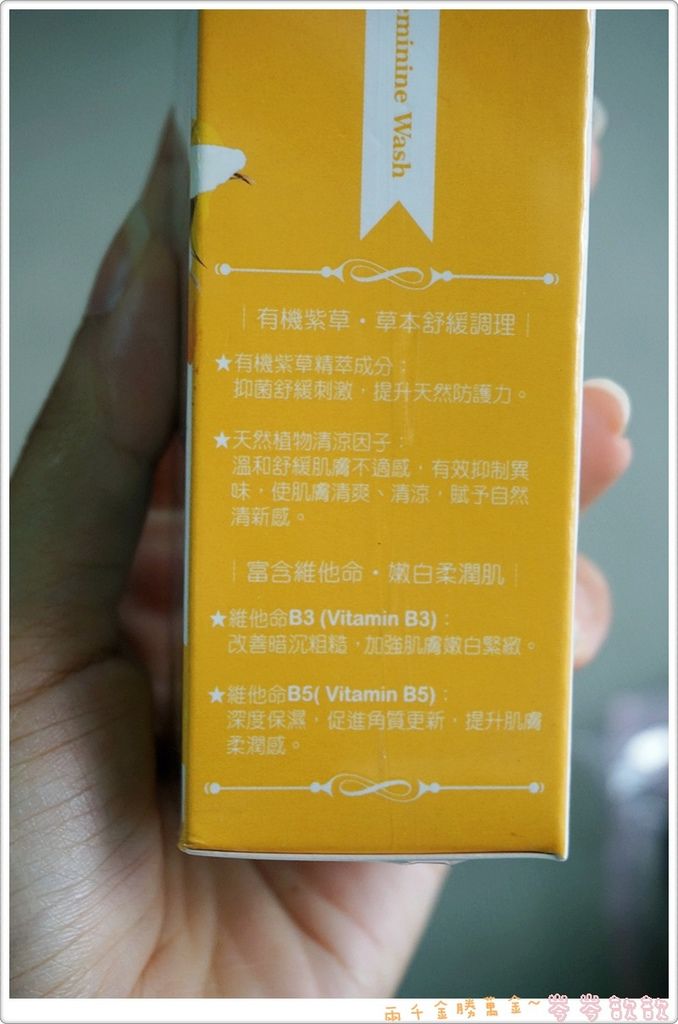 eminine Wash
有機紫草・草本舒緩調理
★有機紫草精萃成分：
抑菌舒緩刺激，提升天然防護力。
★天然植物清涼因子：
溫和舒緩肌膚不適感，有效抑制異
味，使肌膚清爽、清涼，賦予自然
清新感。
富含維他命・嫩白柔潤肌
★維他命B3 (Vitamin B3)：
改善暗沉粗糙，加強肌膚嫩白緊緻。
★維他命B5( Vitamin B5)：
深度保濕，促進角質更新，提升肌膚
柔潤感。
兩千金勝萬金~岑岑歆歆